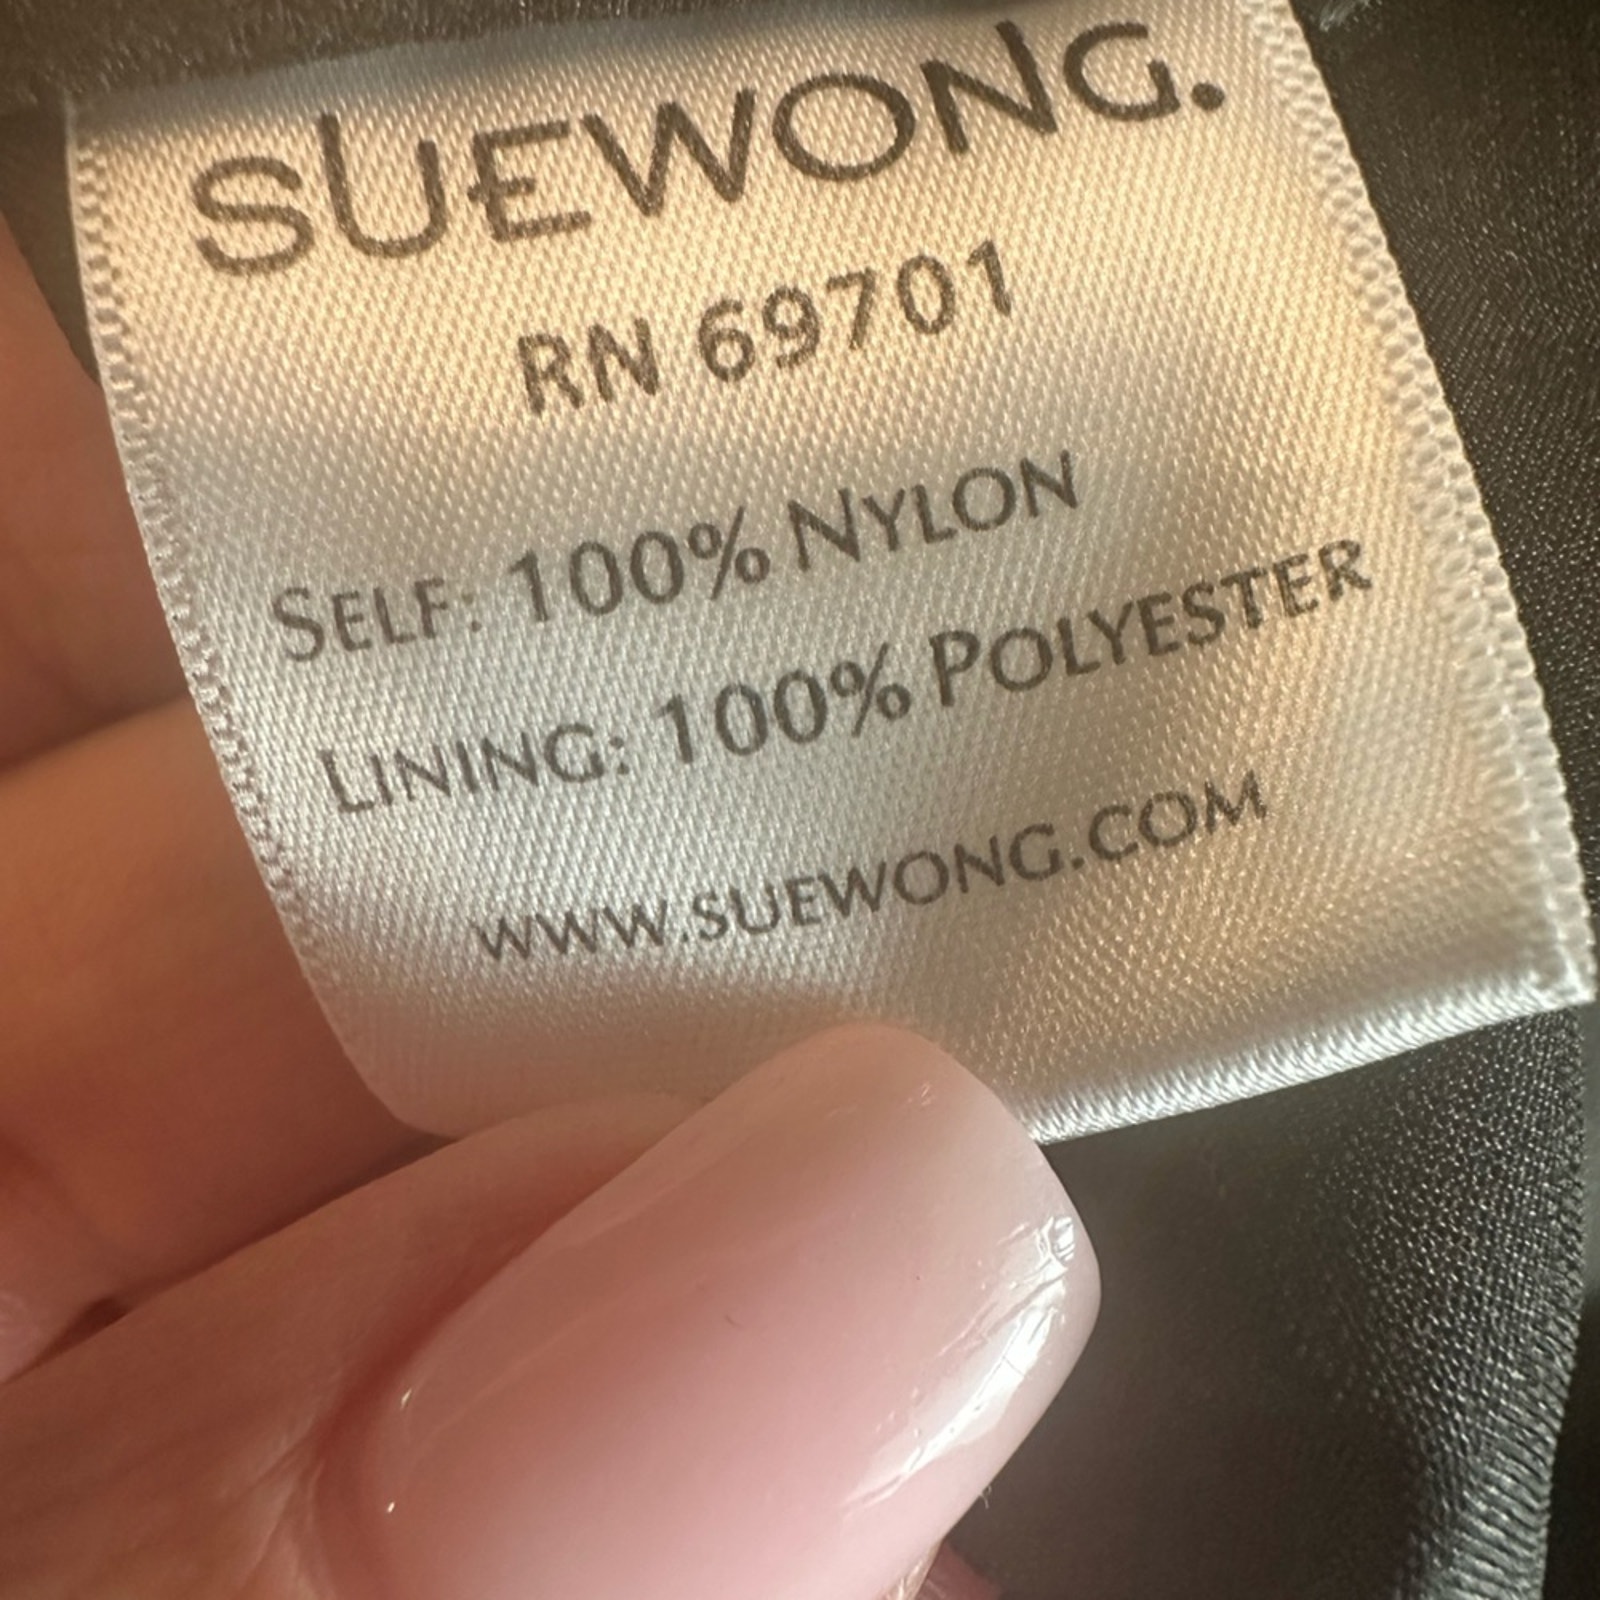 SUEWONG.
RN 69701
SELF: 100% NYLON
LINING: 100% POLYESTER
WWW.SUEWONG.COM